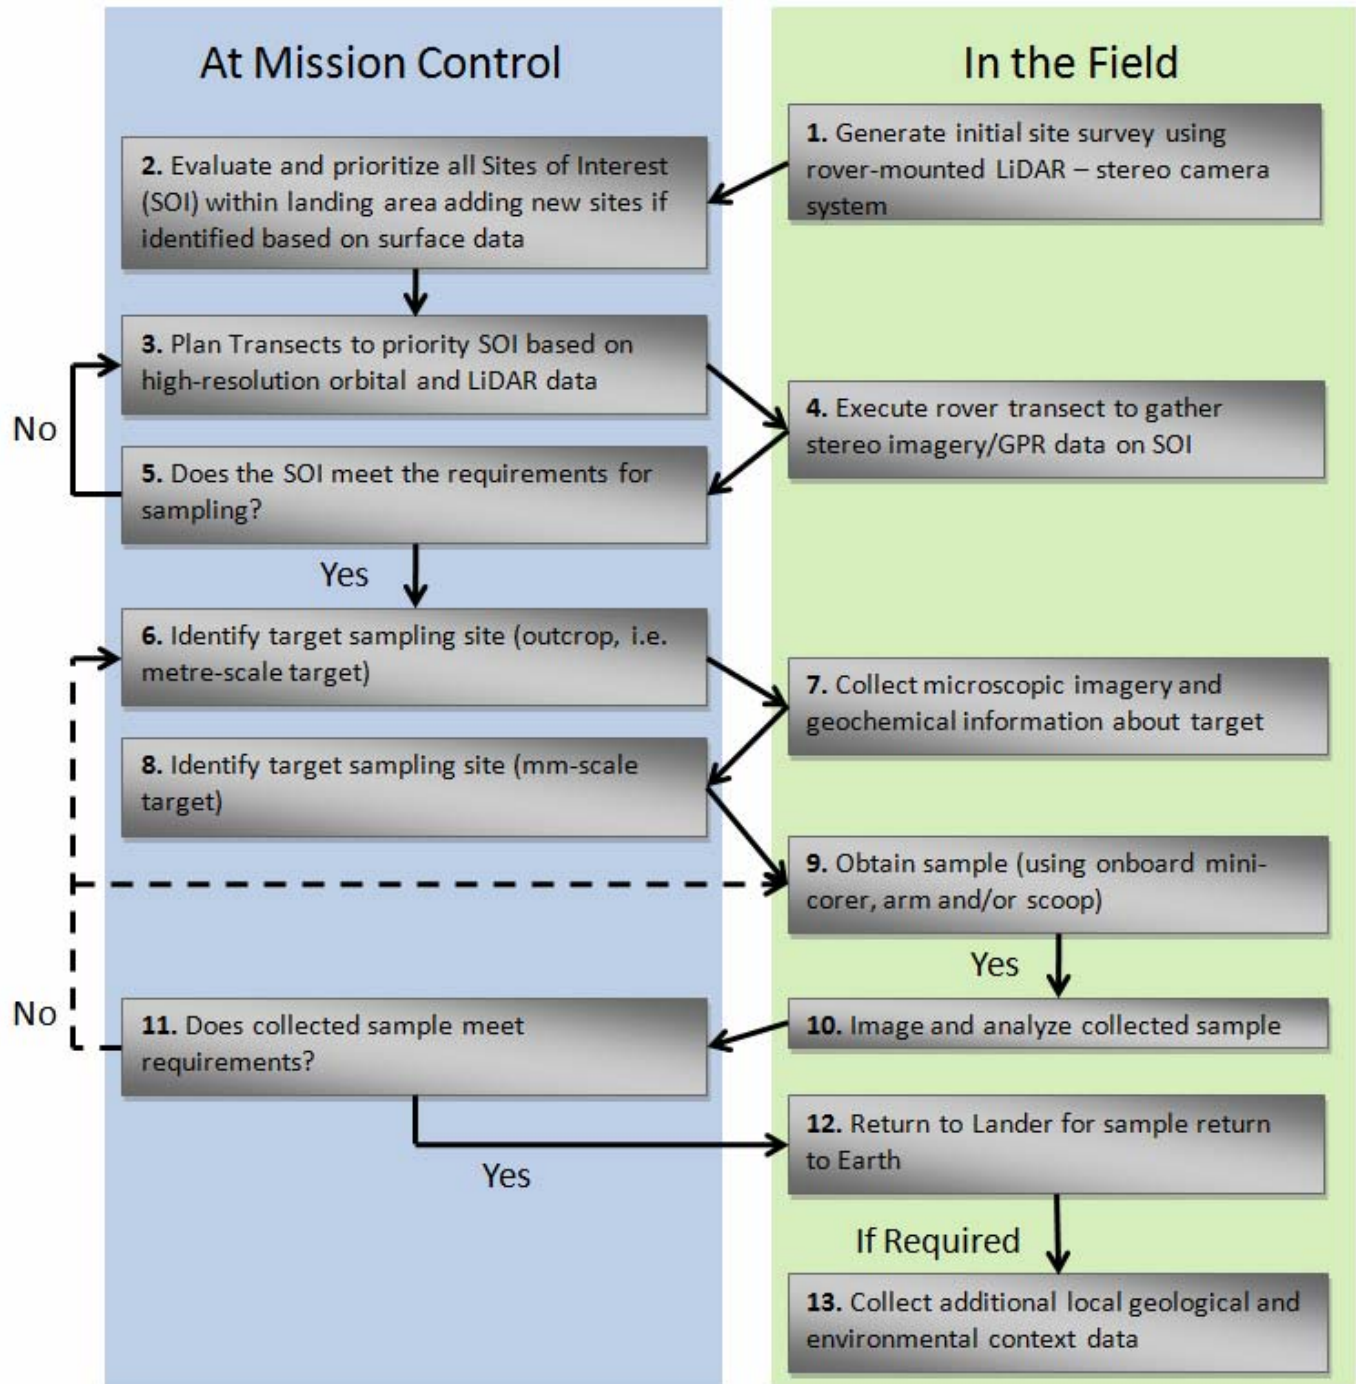 At Mission Control
In the Field
1. Generate initial site survey using
rover-mounted LiDAR – stereo camera
system
2. Evaluate and prioritize all Sites of Interest
(SOI) within landing area adding new sites if
identified based on surface data
3. Plan Transects to priority SOI based on
high-resolution orbital and LiDAR data
No
4. Execute rover transect to gather
stereo imagery/GPR data on SOI
5. Does the SOI meet the requirements for
sampling?
Yes
6. Identify target sampling site (outcrop, i.e.
metre-scale target)
7. Collect microscopic imagery and
geochemical information about target
8. Identify target sampling site (mm-scale
target)
9. Obtain sample (using onboard mini-
corer, arm and/or scoop)
Yes
10. Image and analyze collected sample
No
11. Does collected sample meet
requirements?
Yes
12. Return to Lander for sample return
to Earth
If Required
13. Collect additional local geological and
environmental context data